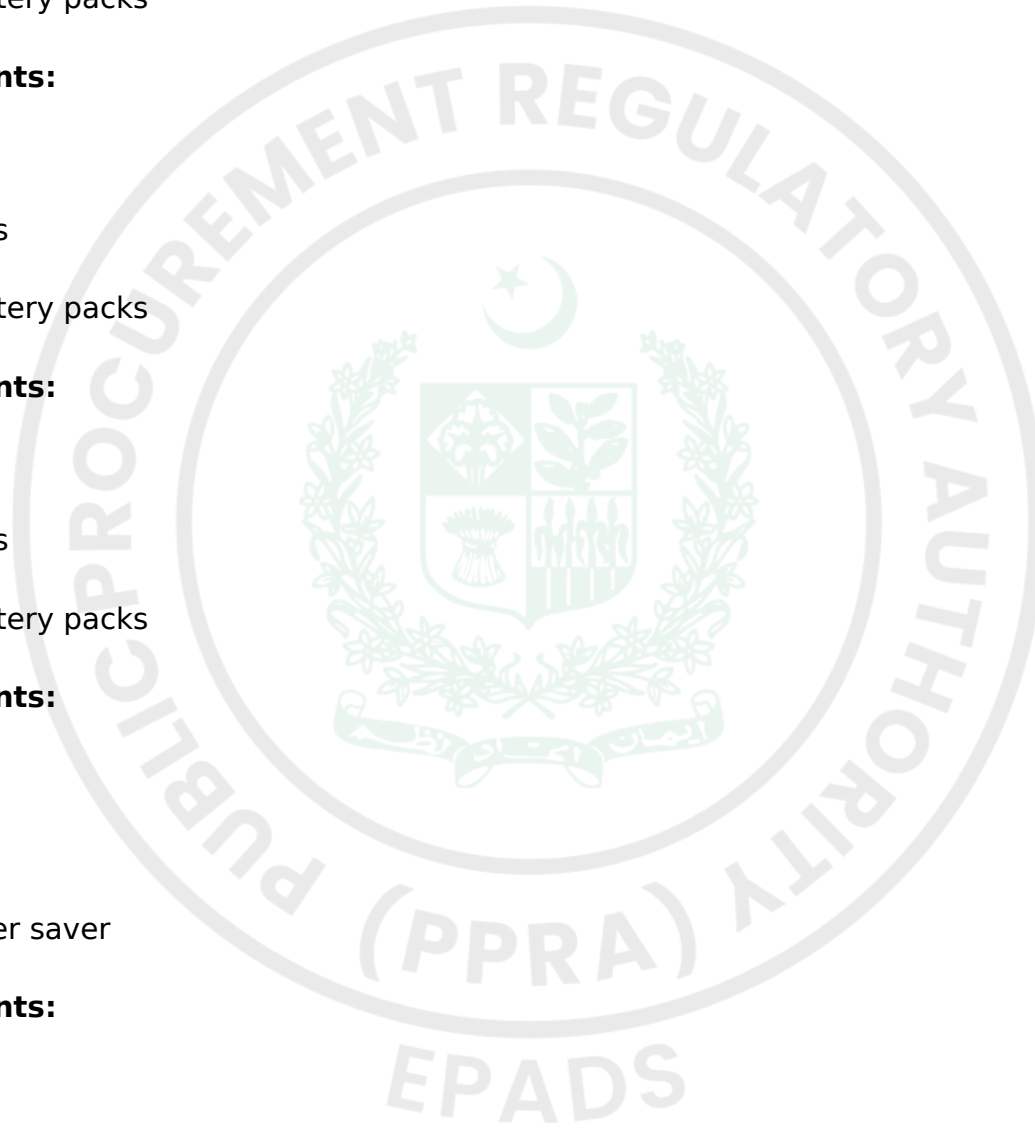 tery packs
nts:
s
tery packs
nts:
s
tery packs
nts:
er saver
nts:
PUBLIC PROCUREMENT REGULATORY AUTHORITY
(PPRA)
EPADS